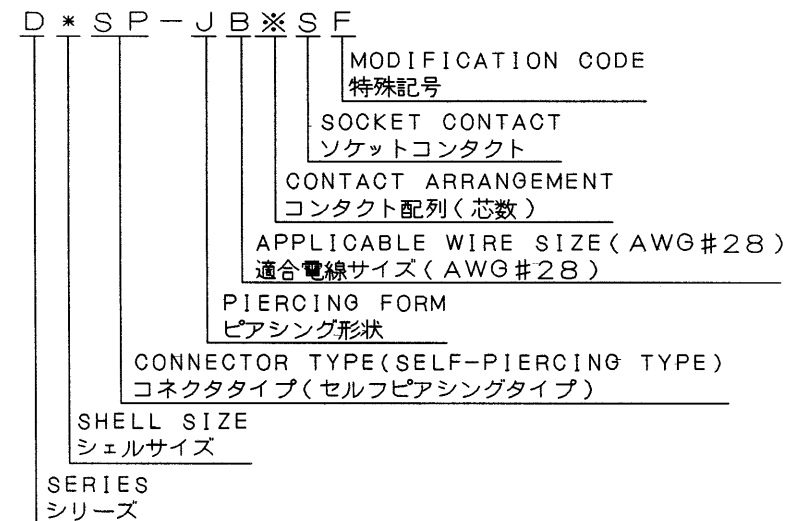 D*SP-JB※SF
MODIFICATION CODE
特殊記号
SOCKET CONTACT
ソケットコンタクト
CONTACT ARRANGEMENT
コンタクト配列(芯数)
APPLICABLE WIRE SIZE(AWG#28)
適合電線サイズ(AWG#28)
PIERCING FORM
ピアシング形状
CONNECTOR TYPE(SELF-PIERCING TYPE)
コネクタタイプ(セルフピアシングタイプ)
SHELL SIZE
シェルサイズ
SERIES
シリーズ